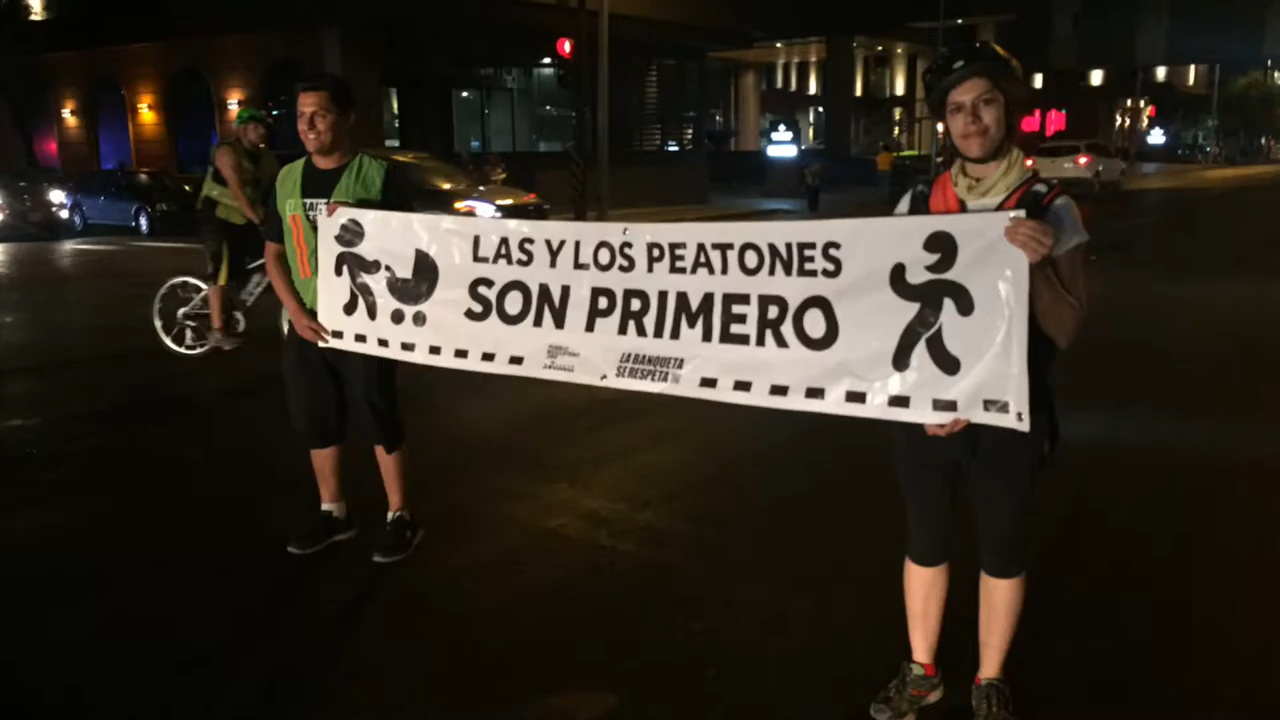 LAS Y LOS PEATONES
SON PRIMERO
LA BANQUETA
SE RESPETA